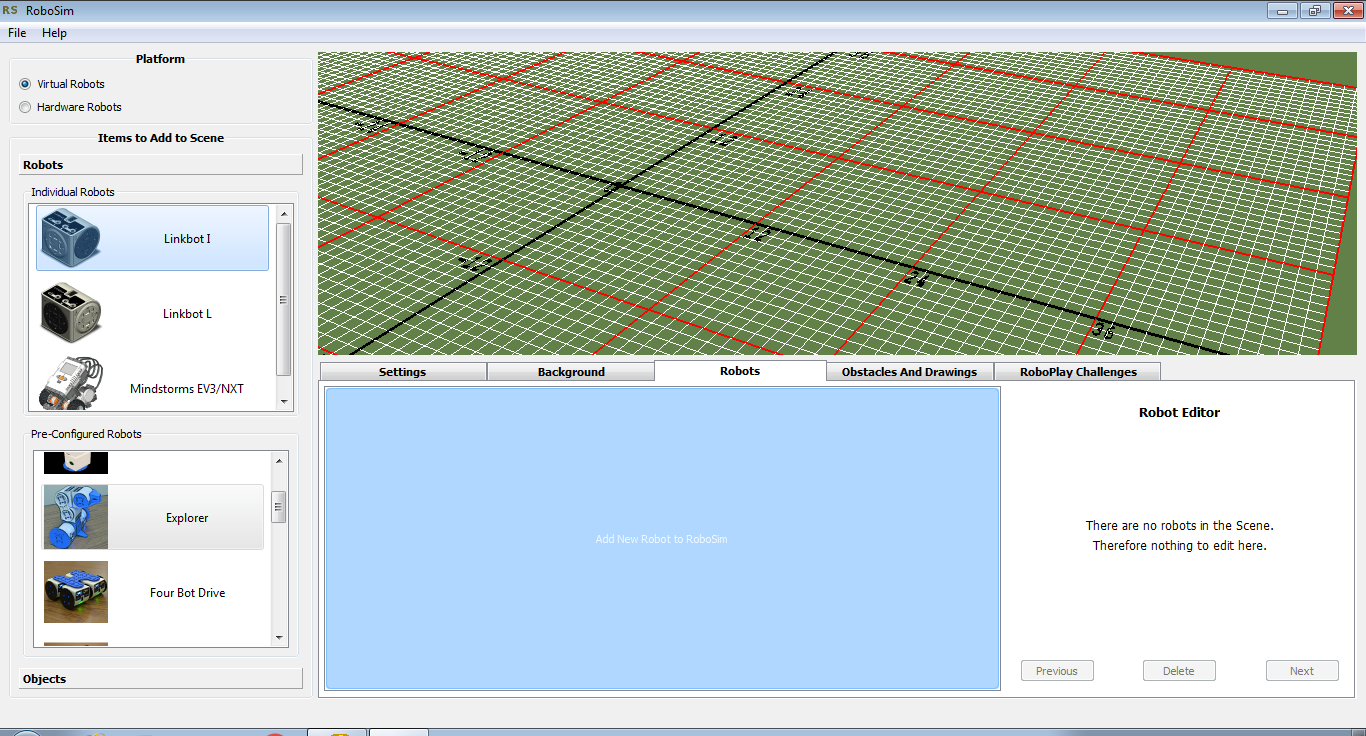 RS RoboSim
File Help
Platform
Virtual Robots
Hardware Robots
Items to Add to Scene
Robots
Individual Robots
Linkbot I
Linkbot L
Mindstorms EV3/NXT
Pre-Configured Robots
Explorer
Four Bot Drive
Objects
12
24
36
Settings
Background
Robots
Obstacles And Drawings
RoboPlay Challenges
Add New Robot to RoboSim
Robot Editor
There are no robots in the Scene.
Therefore nothing to edit here.
Previous
Delete
Next